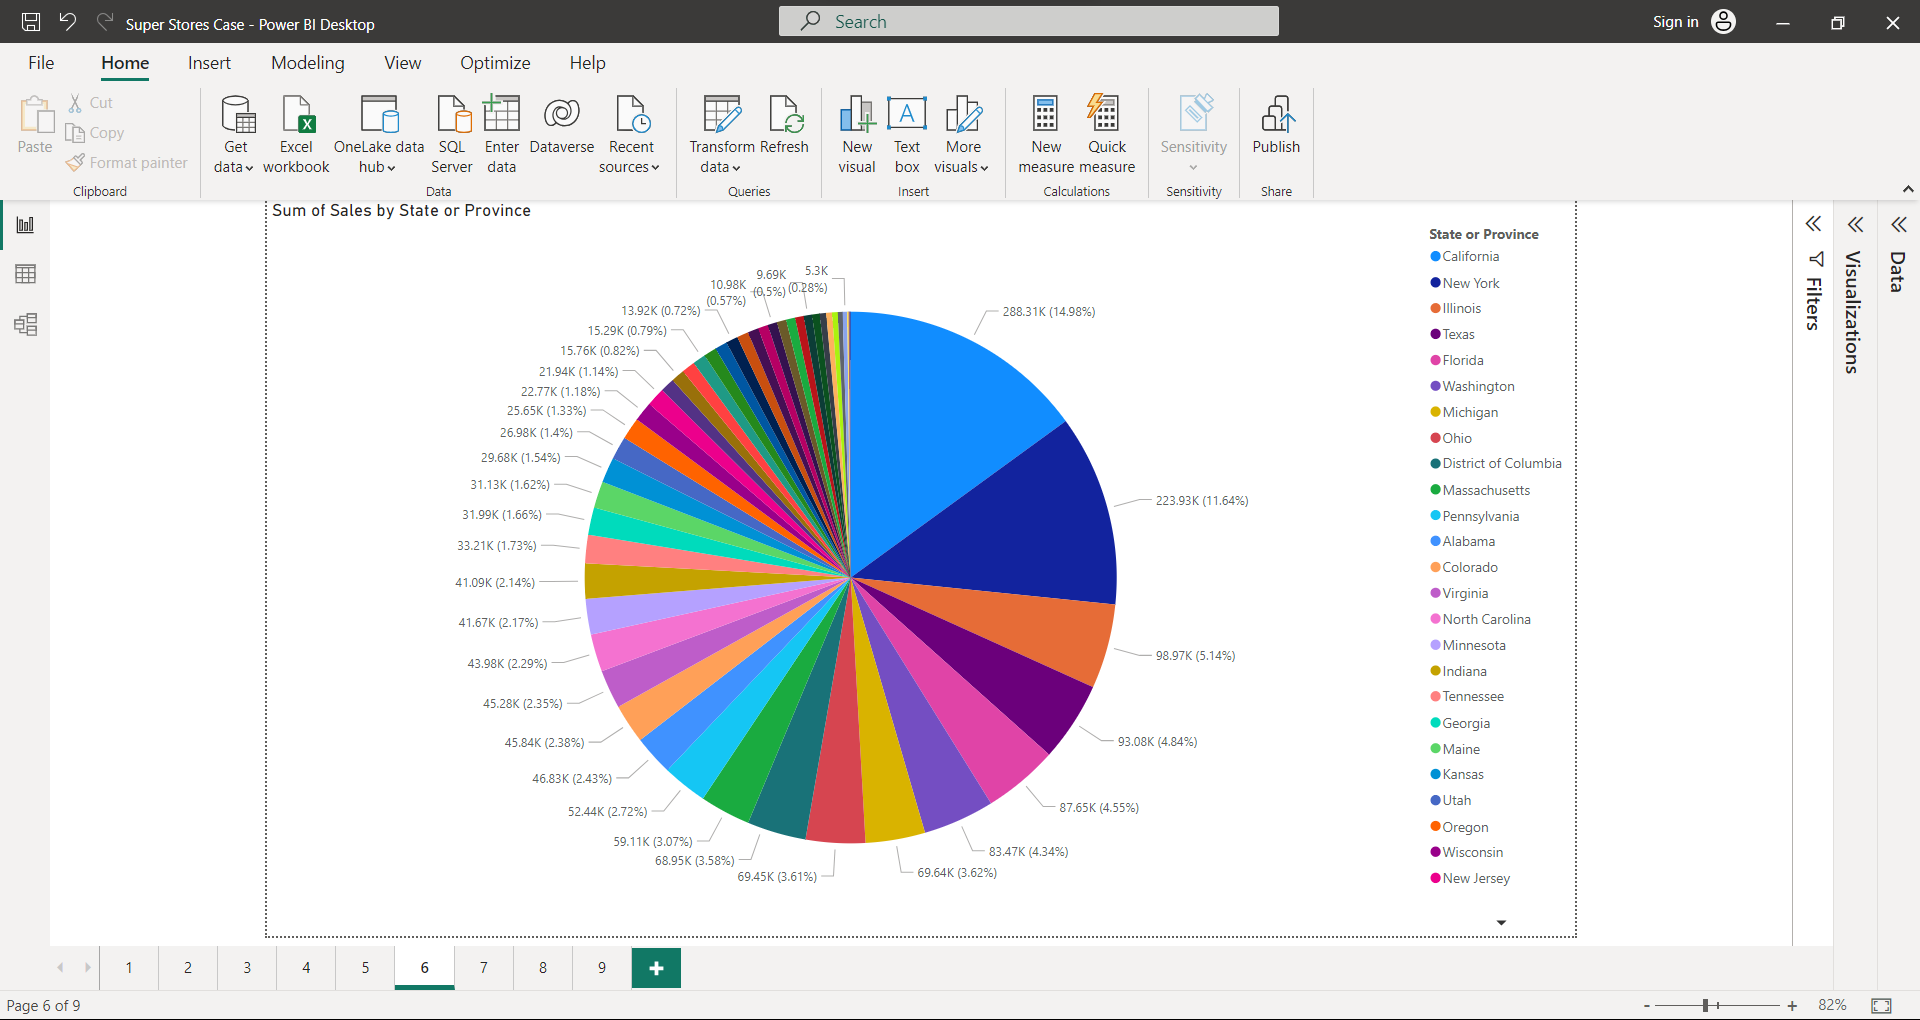 Super Stores Case - Power BI Desktop
Search
Sign in
File Home Insert Modeling View Optimize Help
Paste
Cut
Copy
Format painter
Clipboard
Get data
Excel workbook
OneLake data hub
SQL Server
Enter data
Dataverse
Recent sources
Data
Transform data
Refresh
Queries
New visual
Text box
More visuals
Insert
New measure
Quick measure
Calculations
Sensitivity
Sensitivity
Publish
Share
Sum of Sales by State or Province
288.31K (14.98%)
223.93K (11.64%)
98.97K (5.14%)
93.08K (4.84%)
87.65K (4.55%)
83.47K (4.34%)
69.64K (3.62%)
69.45K (3.61%)
68.95K (3.58%)
59.11K (3.07%)
52.44K (2.72%)
46.83K (2.43%)
45.84K (2.38%)
45.28K (2.35%)
43.98K (2.29%)
41.67K (2.17%)
41.09K (2.14%)
33.21K (1.73%)
31.99K (1.66%)
31.13K (1.62%)
29.68K (1.54%)
26.98K (1.4%)
25.65K (1.33%)
22.77K (1.18%)
21.94K (1.14%)
15.76K (0.82%)
15.29K (0.79%)
13.92K (0.72%)
10.98K
(0.57%)
9.69K
(0.5%)
5.3K
(0.28%)
State or Province
California
New York
Illinois
Texas
Florida
Washington
Michigan
Ohio
District of Columbia
Massachusetts
Pennsylvania
Alabama
Colorado
Virginia
North Carolina
Minnesota
Indiana
Tennessee
Georgia
Maine
Kansas
Utah
Oregon
Wisconsin
New Jersey
Filters
Visualizations
Data
1 2 3 4 5 6 7 8 9
Page 6 of 9
- + 82%